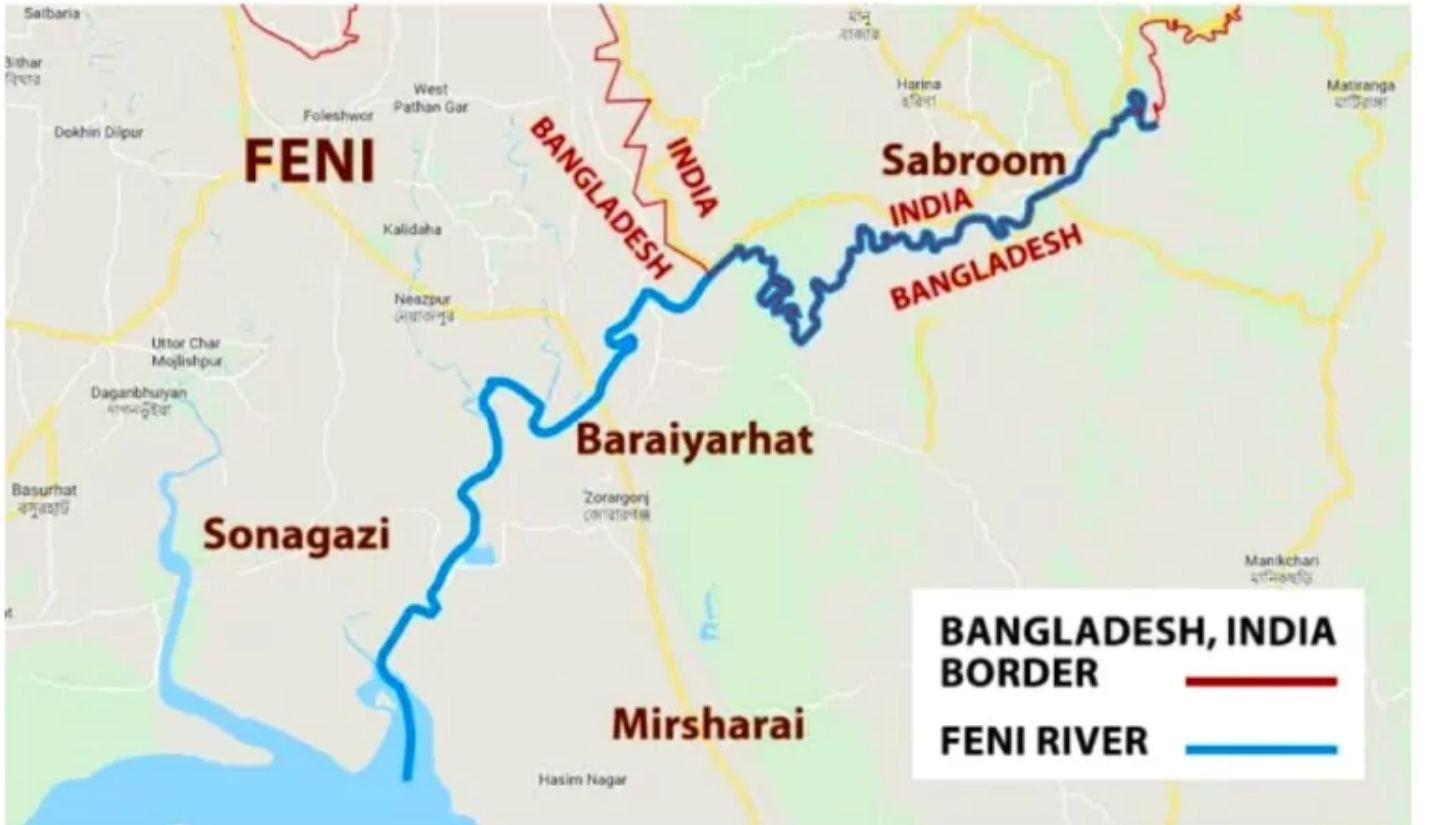 Satbaria
মনু
বাজার
Bithar
Harina
হরিণা
Matiranga
মাটিরাঙ্গা
West
Pathan Gar
Foleshwor
Dokhin Dilpur
FENI
BANGLADESH
INDIA
Sabroom
INDIA
BANGLADESH
Kalidaha
Neazpur
নেয়াজপুর
Uttor Char
Mojlishpur
Daganbhuiyan
দাগনভূঁইয়া
Baraiyarhat
Basurhat
বসুরহাট
Zorargonj
জোরারগঞ্জ
Sonagazi
Manikchari
মানিকছড়ি
BANGLADESH, INDIA
BORDER
FENI RIVER
Mirsharai
Hasim Nagar